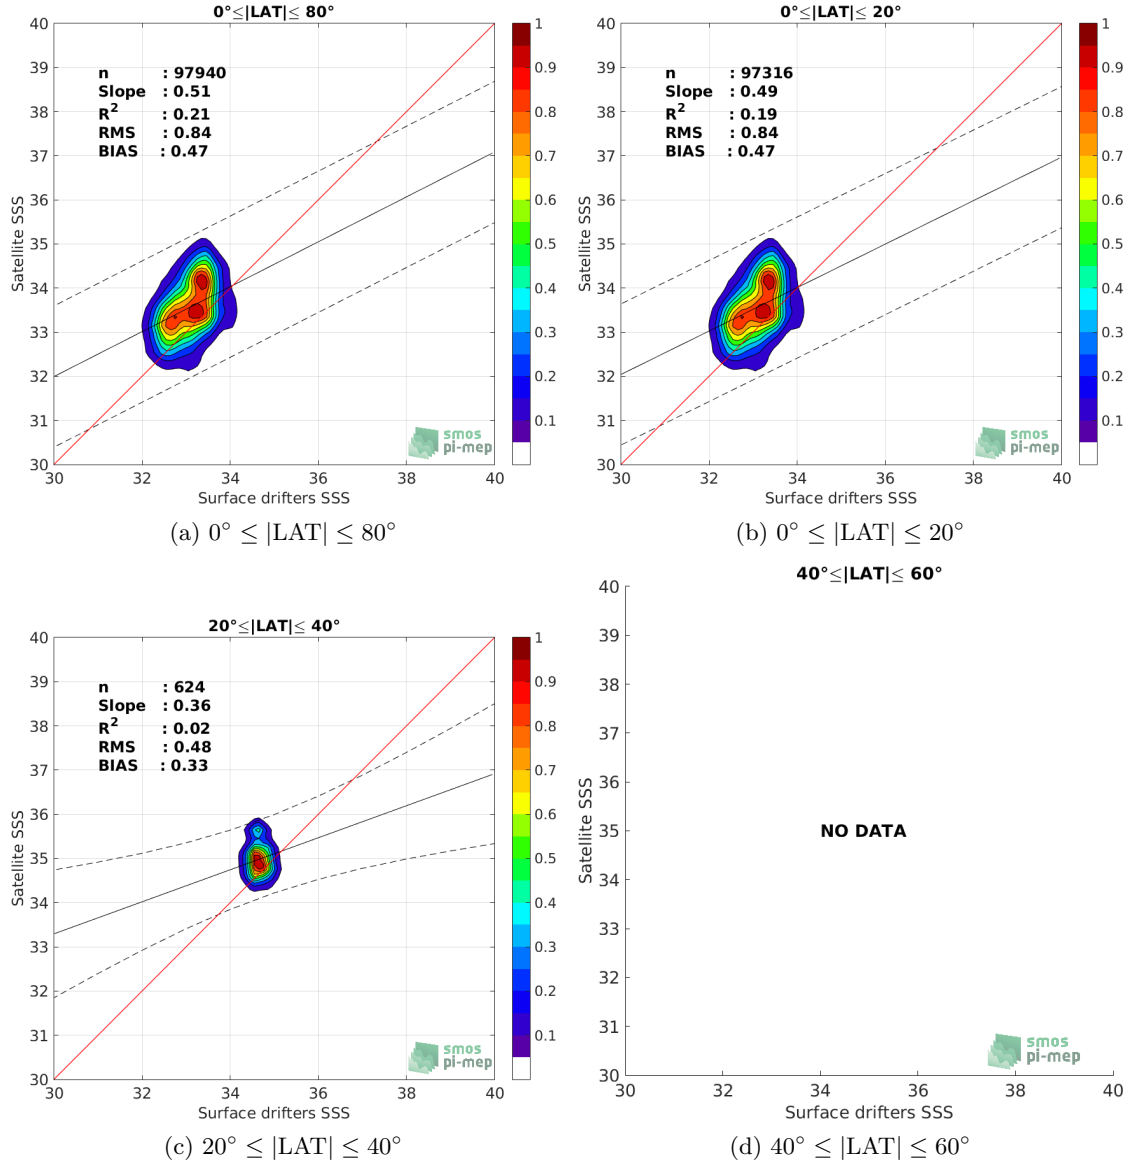 0°≤|LAT|≤ 80°
n : 97940
Slope : 0.51
R2 : 0.21
RMS : 0.84
BIAS : 0.47
40
39
38
37
36
35
34
33
32
31
30
Satellite SSS
30 32 34 36 38 40
Surface drifters SSS
1
0.9
0.8
0.7
0.6
0.5
0.4
0.3
0.2
0.1
smos
pi-mep
(a) 0° ≤ |LAT| ≤ 80°
0°≤|LAT|≤ 20°
n : 97316
Slope : 0.49
R2 : 0.19
RMS : 0.84
BIAS : 0.47
40
39
38
37
36
35
34
33
32
31
30
Satellite SSS
30 32 34 36 38 40
Surface drifters SSS
1
0.9
0.8
0.7
0.6
0.5
0.4
0.3
0.2
0.1
smos
pi-mep
(b) 0° ≤ |LAT| ≤ 20°
20°≤|LAT|≤ 40°
n : 624
Slope : 0.36
R2 : 0.02
RMS : 0.48
BIAS : 0.33
40
39
38
37
36
35
34
33
32
31
30
Satellite SSS
30 32 34 36 38 40
Surface drifters SSS
1
0.9
0.8
0.7
0.6
0.5
0.4
0.3
0.2
0.1
smos
pi-mep
(c) 20° ≤ |LAT| ≤ 40°
40°≤|LAT|≤ 60°
40
39
38
37
36
35
34
33
32
31
30
Satellite SSS
NO DATA
30 32 34 36 38 40
Surface drifters SSS
smos
pi-mep
(d) 40° ≤ |LAT| ≤ 60°